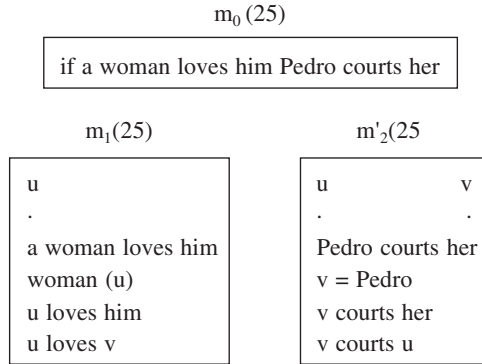 m₀(25)
if a woman loves him Pedro courts her
m₁(25)
u
.
a woman loves him
woman (u)
u loves him
u loves v
m'₂(25
u v
. .
Pedro courts her
v = Pedro
v courts her
v courts u